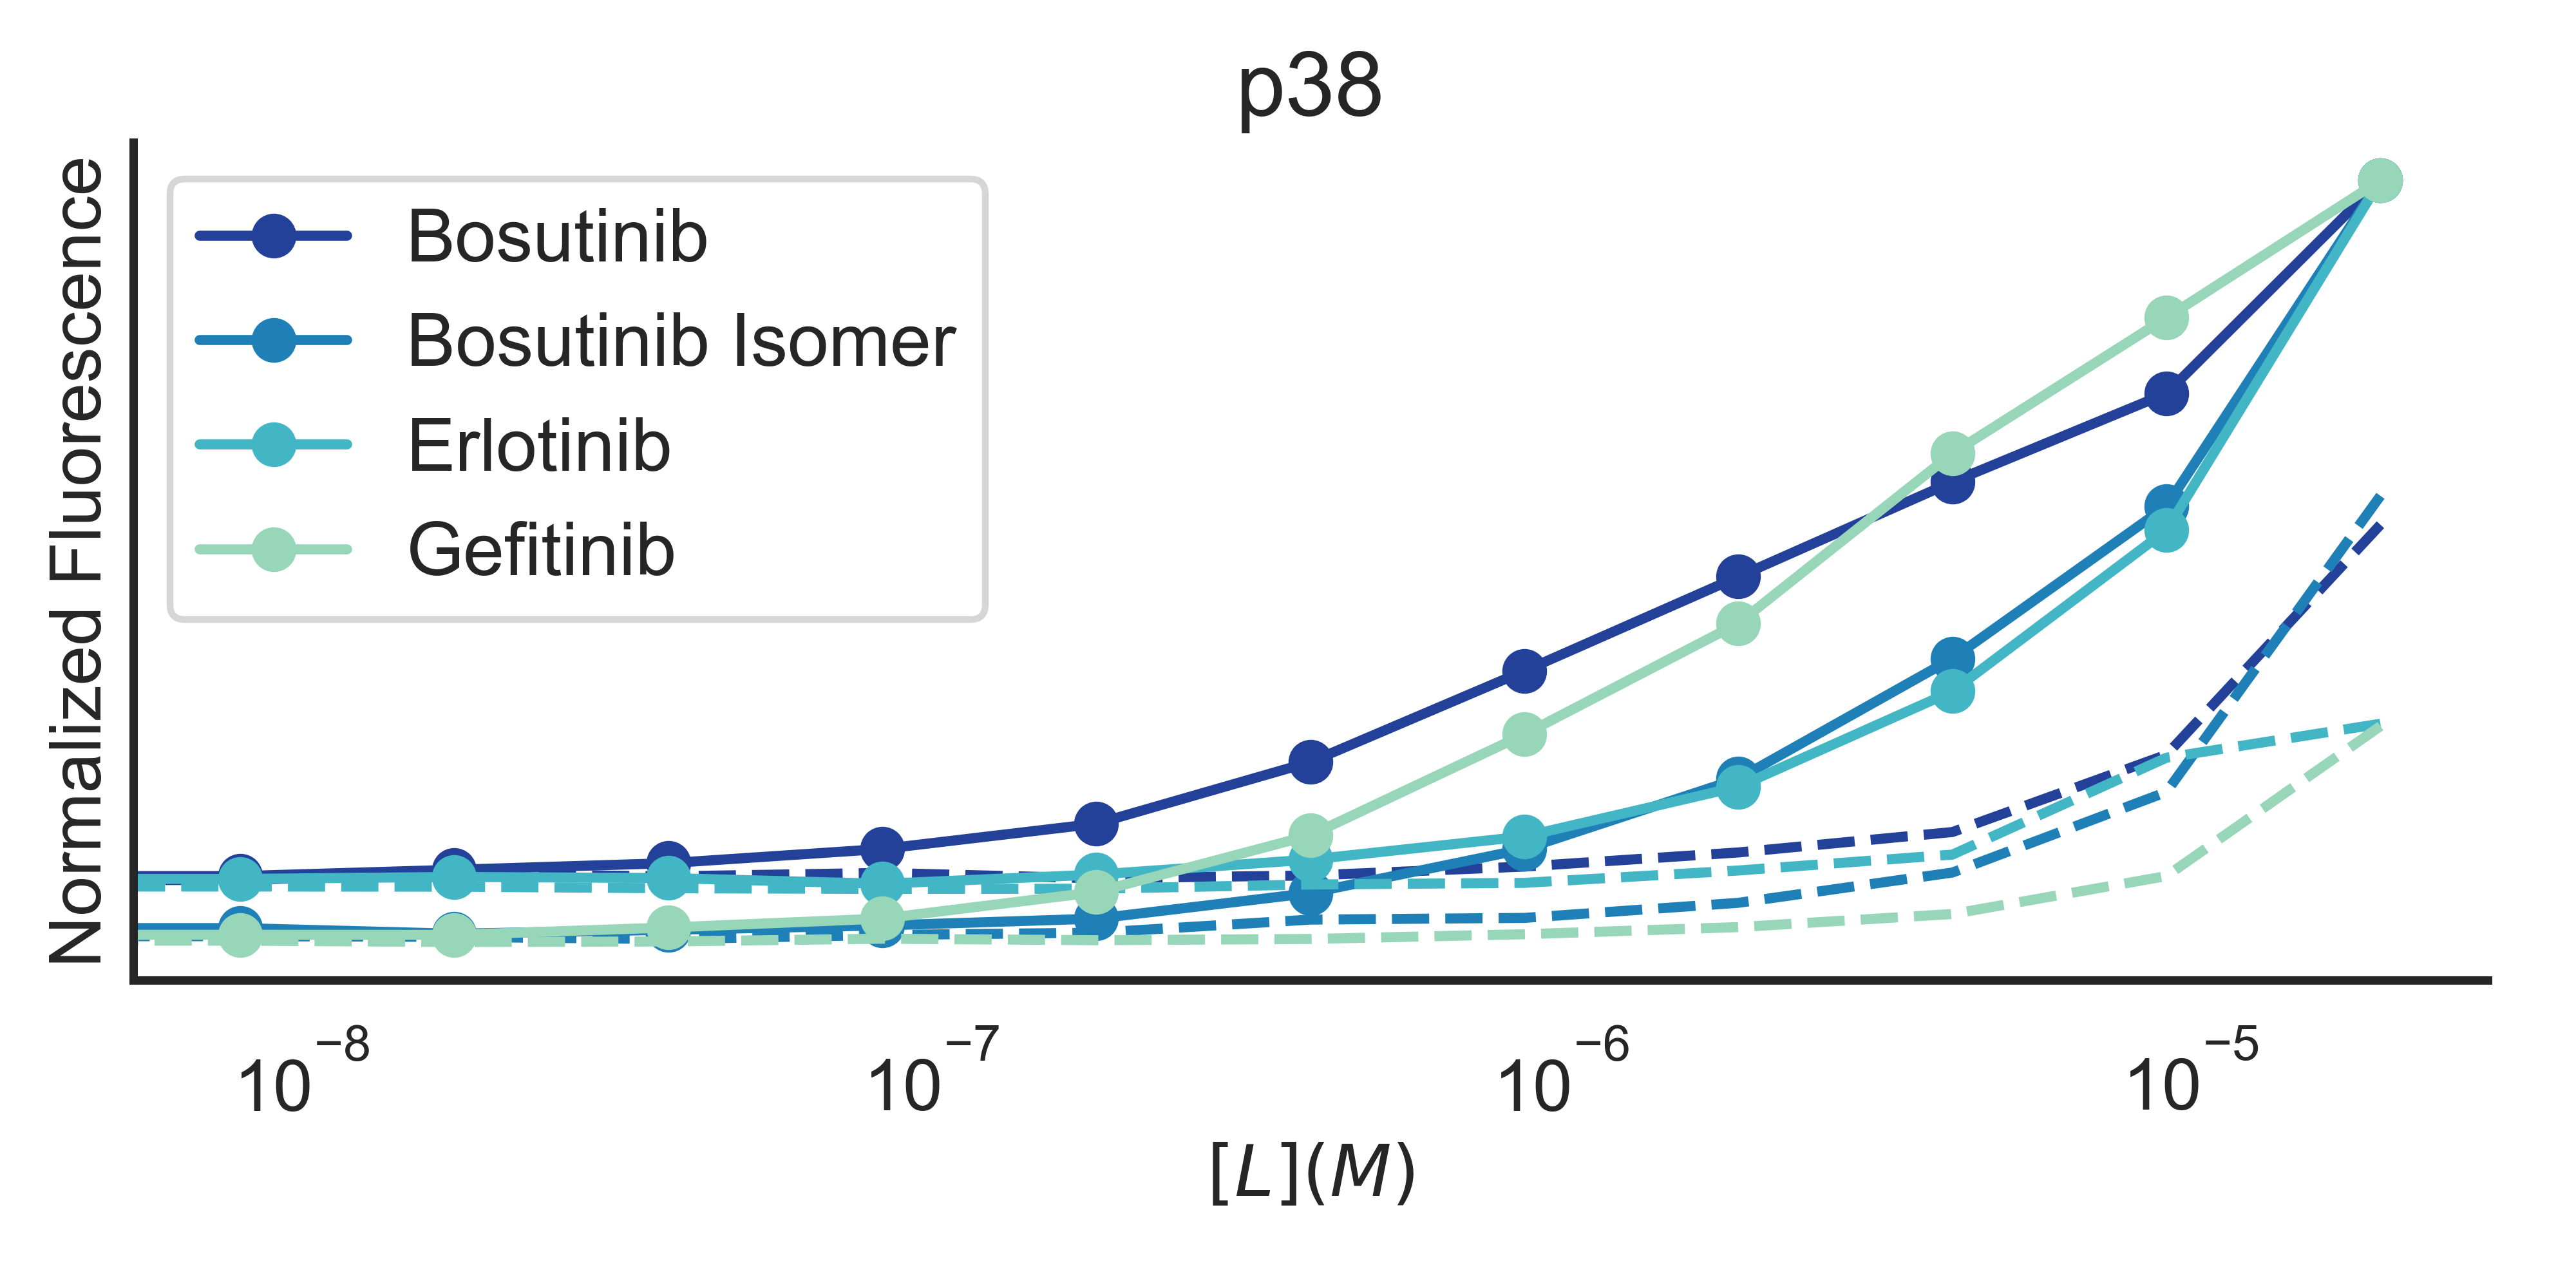 p38
Normalized Fluorescence
Bosutinib
Bosutinib Isomer
Erlotinib
Gefitinib
10⁻⁸ 10⁻⁷ 10⁻⁶ 10⁻⁵
[L](M)